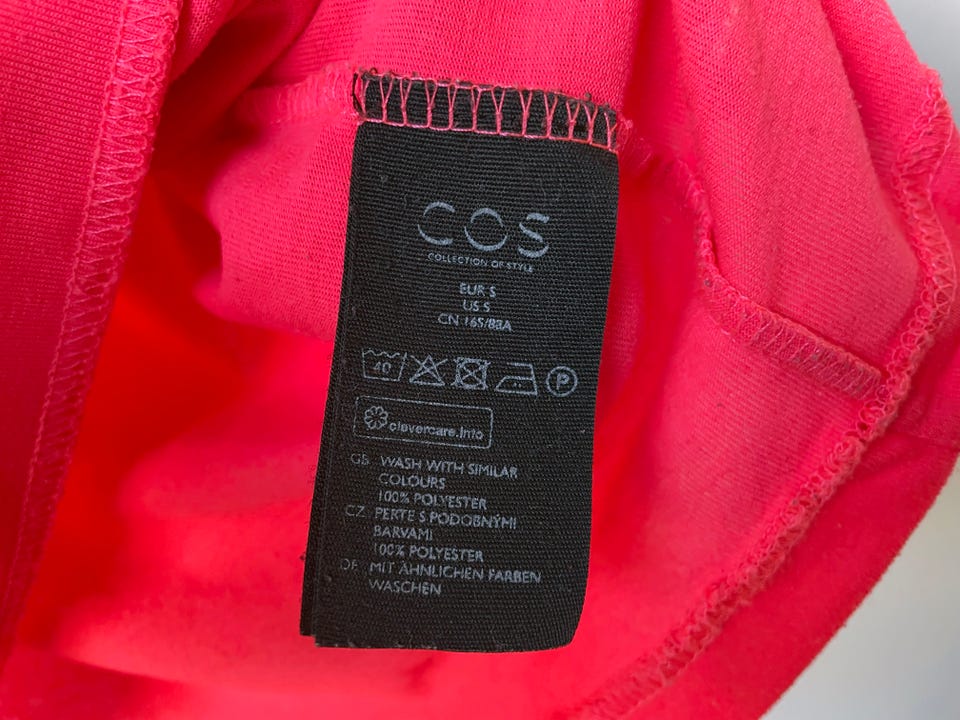 COS
COLLECTION OF STYLE
EUR S
US S
CN 165/88A
40
P
clevercare.info
GB WASH WITH SIMILAR
COLOURS
100% POLYESTER
CZ PERTE S PODOBNÝMI
BARVAMI
100% POLYESTER
DE MIT ÄHNLICHEN FARBEN
WASCHEN